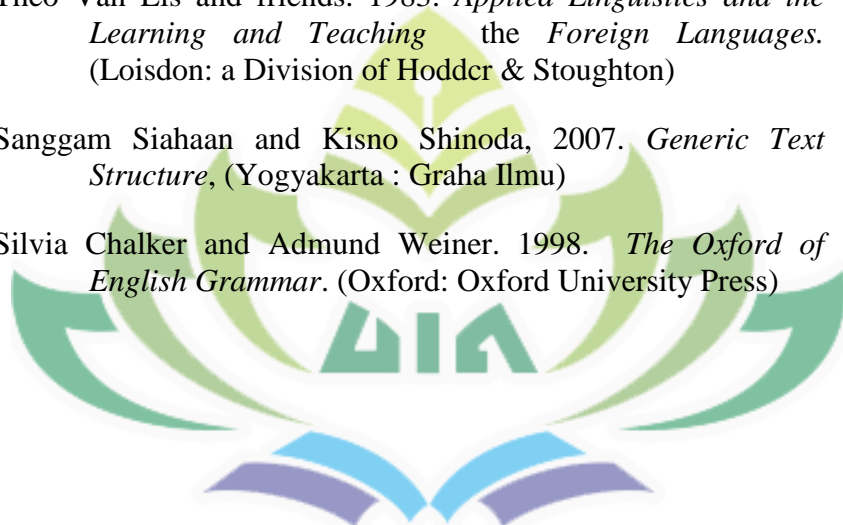 Theo Van Els and friends. 1983. Applied Linguistics and the
Learning and Teaching the Foreign Languages.
(Loisdon: a Division of Hoddcr & Stoughton)
Sanggam Siahaan and Kisno Shinoda, 2007. Generic Text
Structure, (Yogyakarta : Graha Ilmu)
Silvia Chalker and Admund Weiner. 1998. The Oxford of
English Grammar. (Oxford: Oxford University Press)
UIN